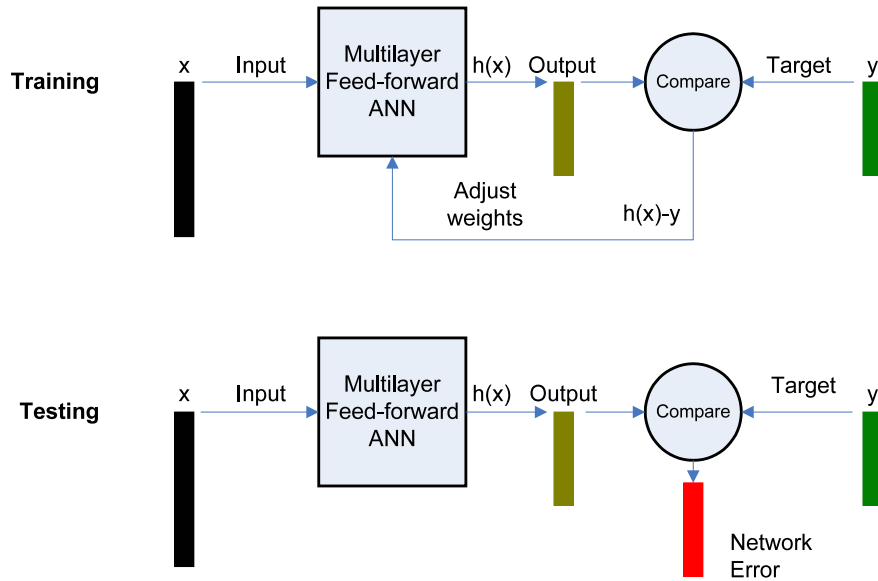 Training
x
Input
Multilayer
Feed-forward
ANN
h(x)
Output
Compare
Target
y
Adjust
weights
h(x)-y
Testing
x
Input
Multilayer
Feed-forward
ANN
h(x)
Output
Compare
Target
y
Network
Error